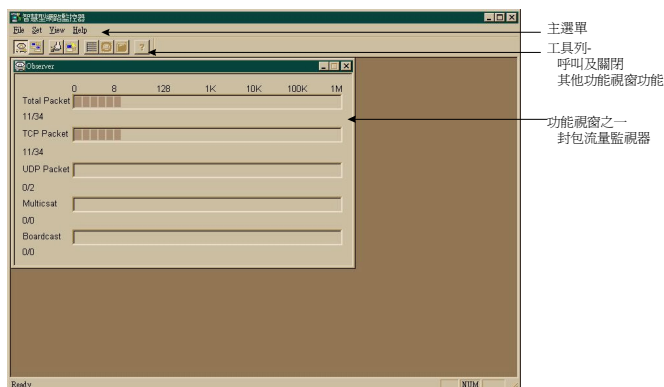 智慧型網路監控器
File Set View Help
主選單
工具列-
呼叫及關閉
其他功能視窗功能
Observer
0 8 128 1K 10K 100K 1M
Total Packet
11/34
TCP Packet
11/34
UDP Packet
0/2
Multicsat
0/0
Boardcast
0/0
功能視窗之一
封包流量監視器
Ready
NUM